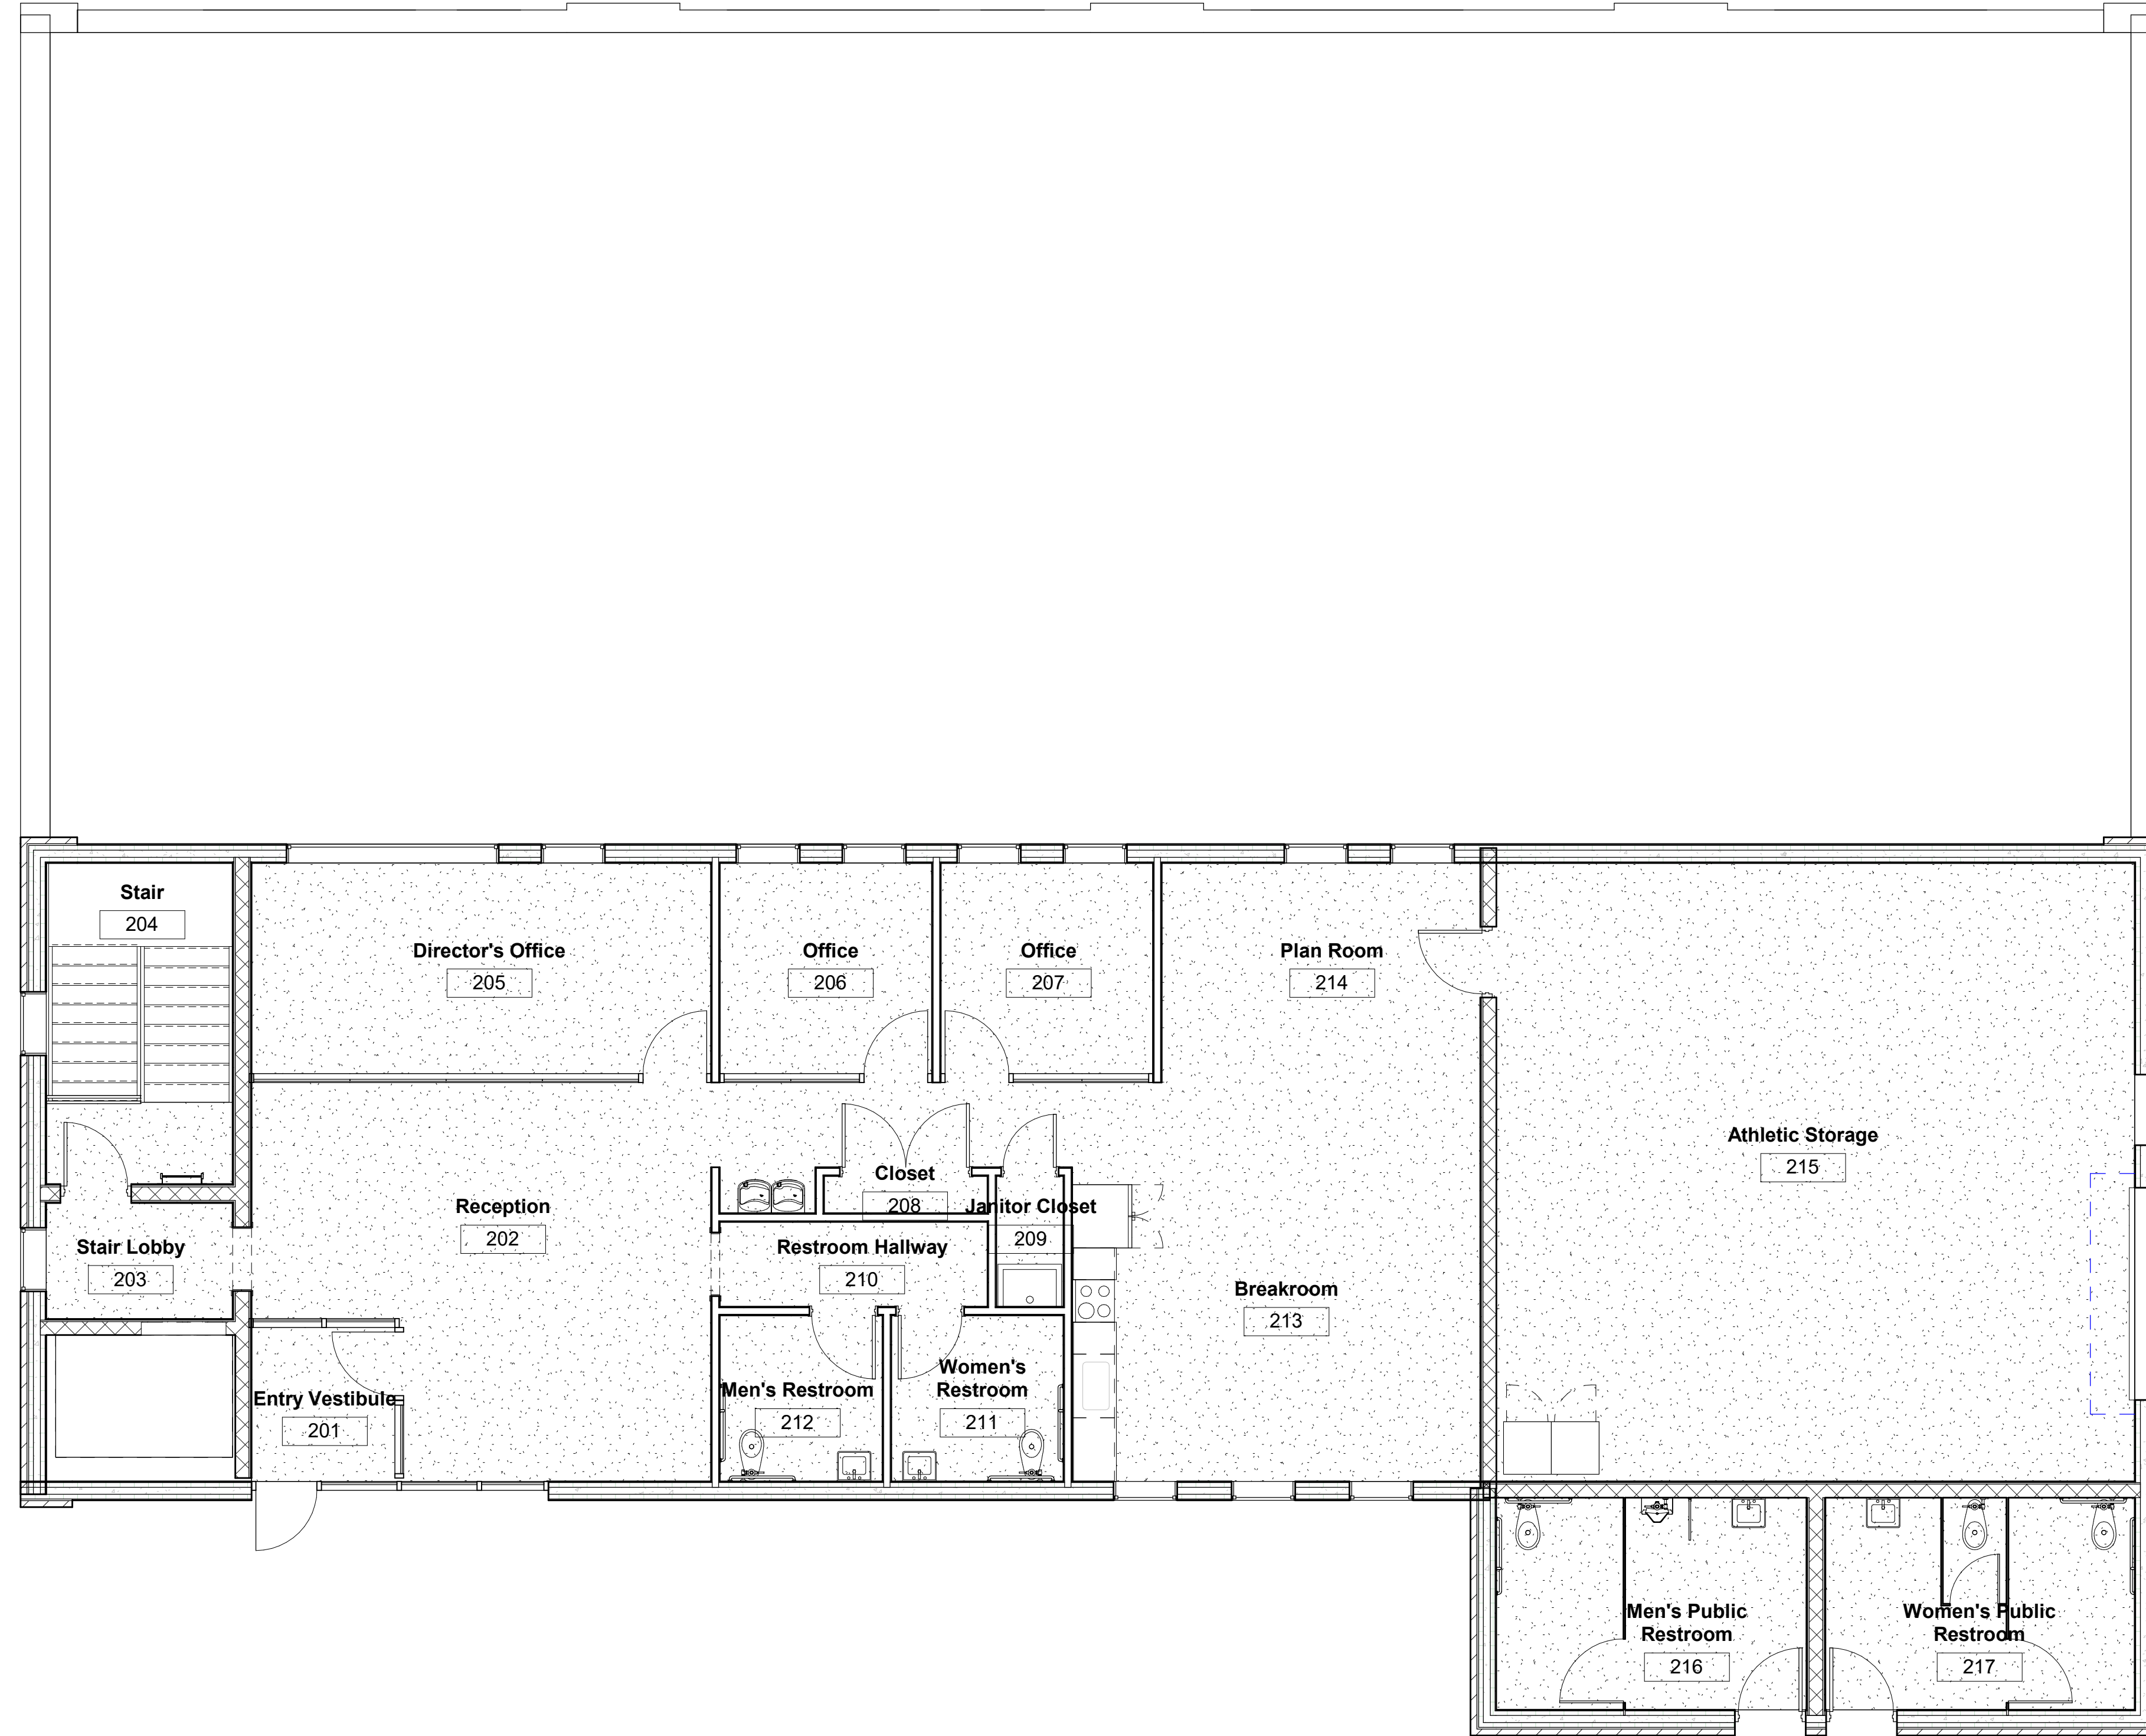 Stair
204
Director's Office
205
Office
206
Office
207
Plan Room
214
Athletic Storage
215
Closet
208
Janitor Closet
209
Reception
202
Stair Lobby
203
Restroom Hallway
210
Breakroom
213
Entry Vestibule
201
Men's Restroom
212
Women's
Restroom
211
Men's Public
Restroom
216
Women's Public
Restroom
217